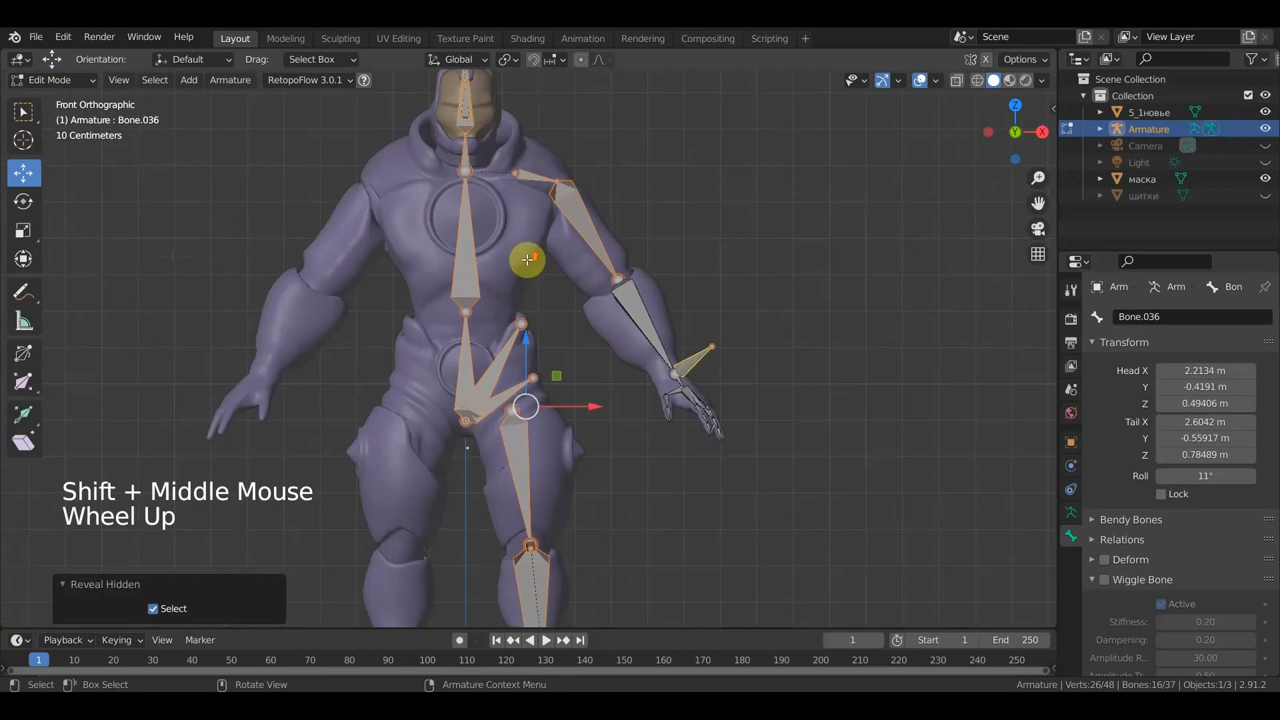 File Edit Render Window Help Layout Modeling Sculpting UV Editing Texture Paint Shading Animation Rendering Compositing Scripting + Scene View Layer
Orientation: Default Drag: Select Box Global Options
Edit Mode View Select Add Armature RetopoFlow 3.0.1
Front Orthographic
(1) Armature : Bone.036
10 Centimeters
Z
X
Y
Shift + Middle Mouse
Wheel Up
Reveal Hidden
Select
Scene Collection
Collection
5_1новье
Armature
Camera
Light
маска
щитки
Arm Arm Bon
Bone.036
Transform
Head X 2.2134 m
Y -0.4191 m
Z 0.49406 m
Tail X 2.6042 m
Y -0.55917 m
Z 0.78489 m
Roll 11°
Lock
Bendy Bones
Relations
Deform
Wiggle Bone
Active
Stiffness: 0.20
Dampening: 0.20
Amplitude R... 30.00
Playback Keying View Marker 1 Start 1 End 250
1 10 20 30 40 50 60 70 80 90 100 110 120 130 140 150 160 170 180 190 200 210 220 230 240 250
Select Box Select Rotate View Armature Context Menu Armature | Verts:26/48 | Bones:16/37 | Objects:1/3 | 2.91.2